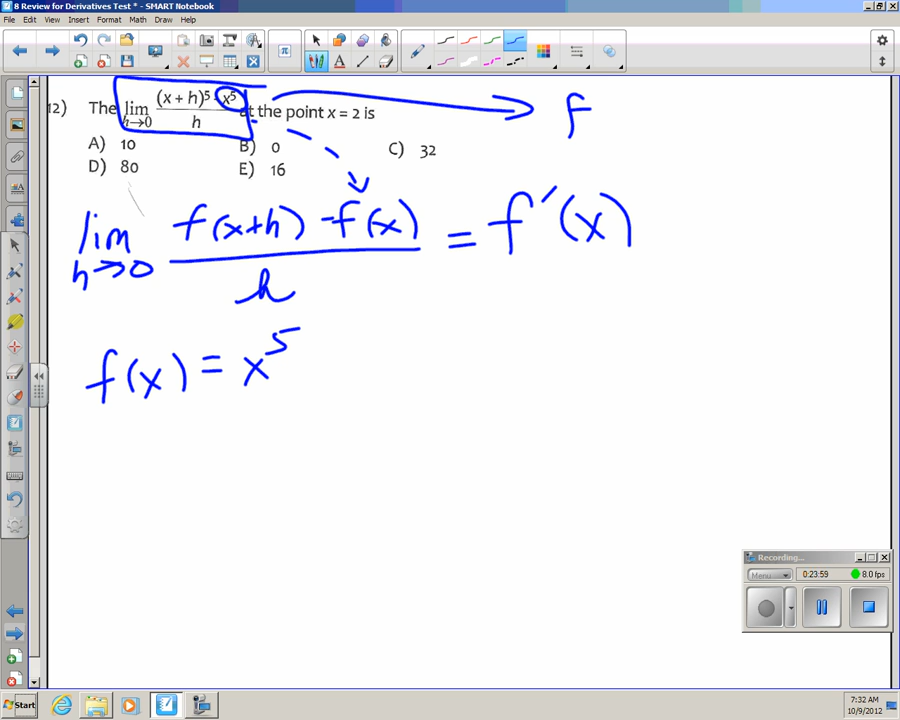 8 Review for Derivatives Test * - SMART Notebook
File Edit View Insert Format Math Draw Help
12) The lim h→0 (x + h)⁵ - x⁵ / h at the point x = 2 is
A) 10 B) 0 C) 32
D) 80 E) 16
f
lim h→0 f(x+h) - f(x) / h = f'(x)
f(x) = x⁵
Recording...
Menu 0:23:59 8.0 fps
Start 7:32 AM
10/9/2012